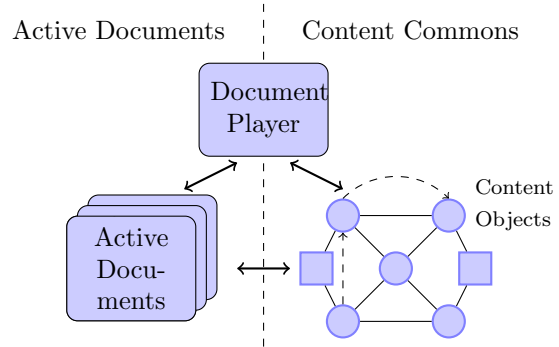 Active Documents
Content Commons
Document
Player
Content
Objects
Active
Docu-
ments